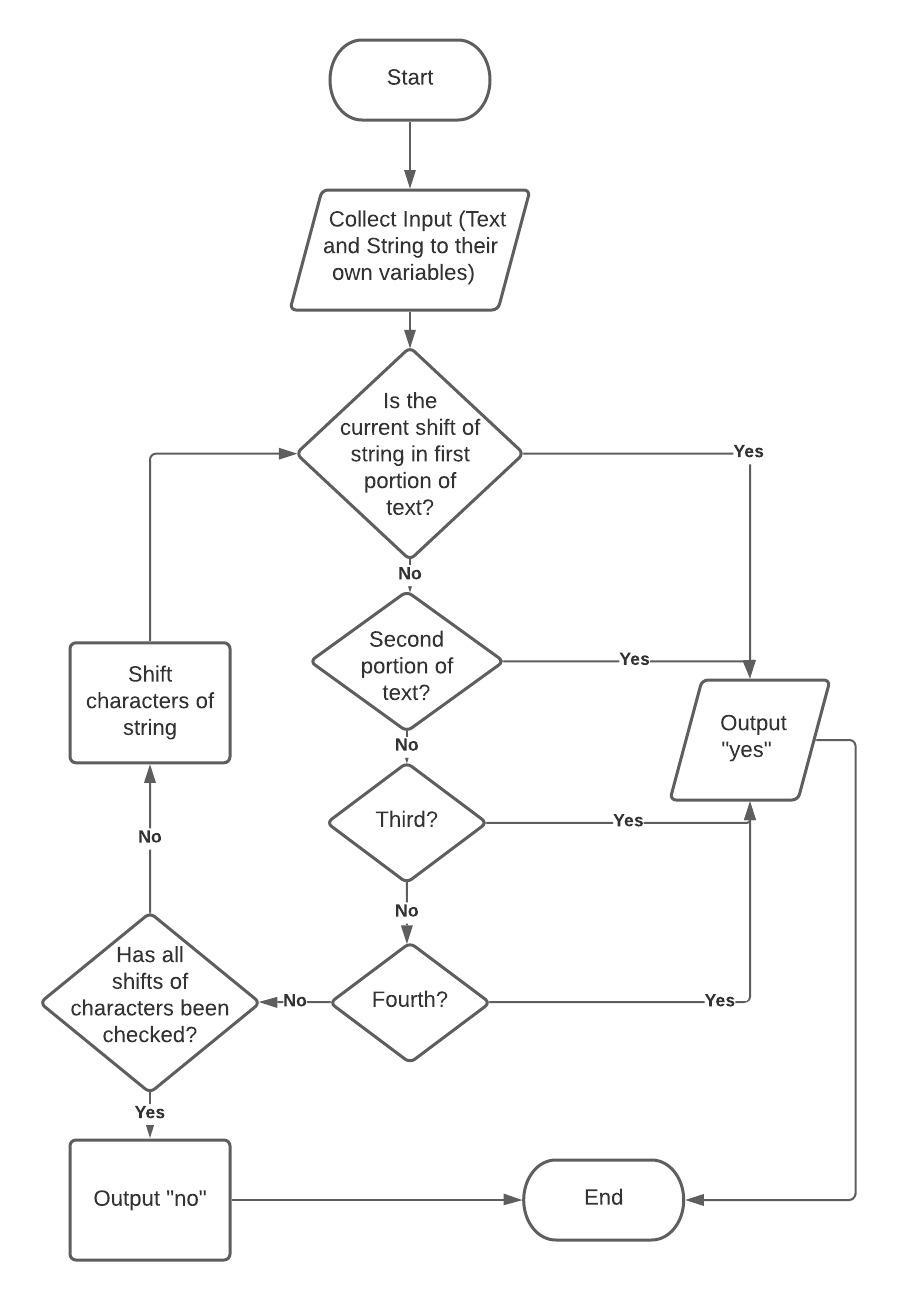 Start
Collect Input (Text
and String to their
own variables)
Is the
current shift of
string in first
portion of
text?
Yes
No
Second
portion of
text?
Yes
Shift
characters of
string
Output
"yes"
No
Third?
Yes
No
No
Fourth?
Yes
No
Has all
shifts of
characters been
checked?
Yes
Output "no"
End